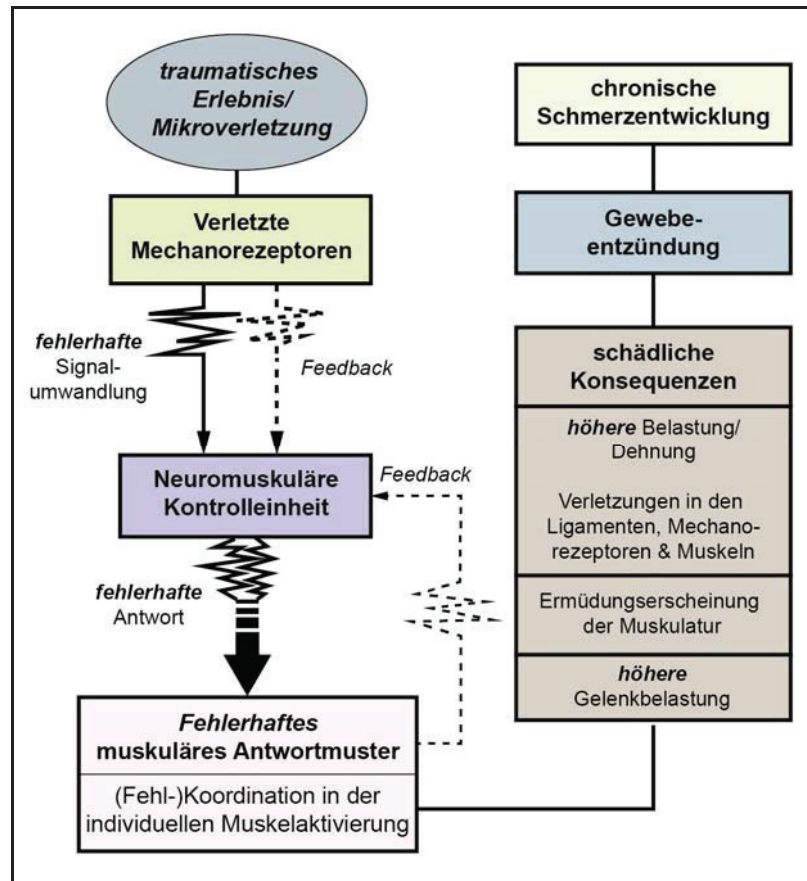 traumatisches
Erlebnis/
Mikroverletzung
Verletzte
Mechanorezeptoren
fehlerhafte
Signal-
umwandlung
Feedback
Neuromuskuläre
Kontrolleinheit
Feedback
fehlerhafte
Antwort
Fehlerhaftes
muskuläres Antwortmuster
(Fehl-)Koordination in der
individuellen Muskelaktivierung
chronische
Schmerzentwicklung
Gewebe-
entzündung
schädliche
Konsequenzen
höhere Belastung/
Dehnung
Verletzungen in den
Ligamenten, Mechano-
rezeptoren & Muskeln
Ermüdungserscheinung
der Muskulatur
höhere
Gelenkbelastung